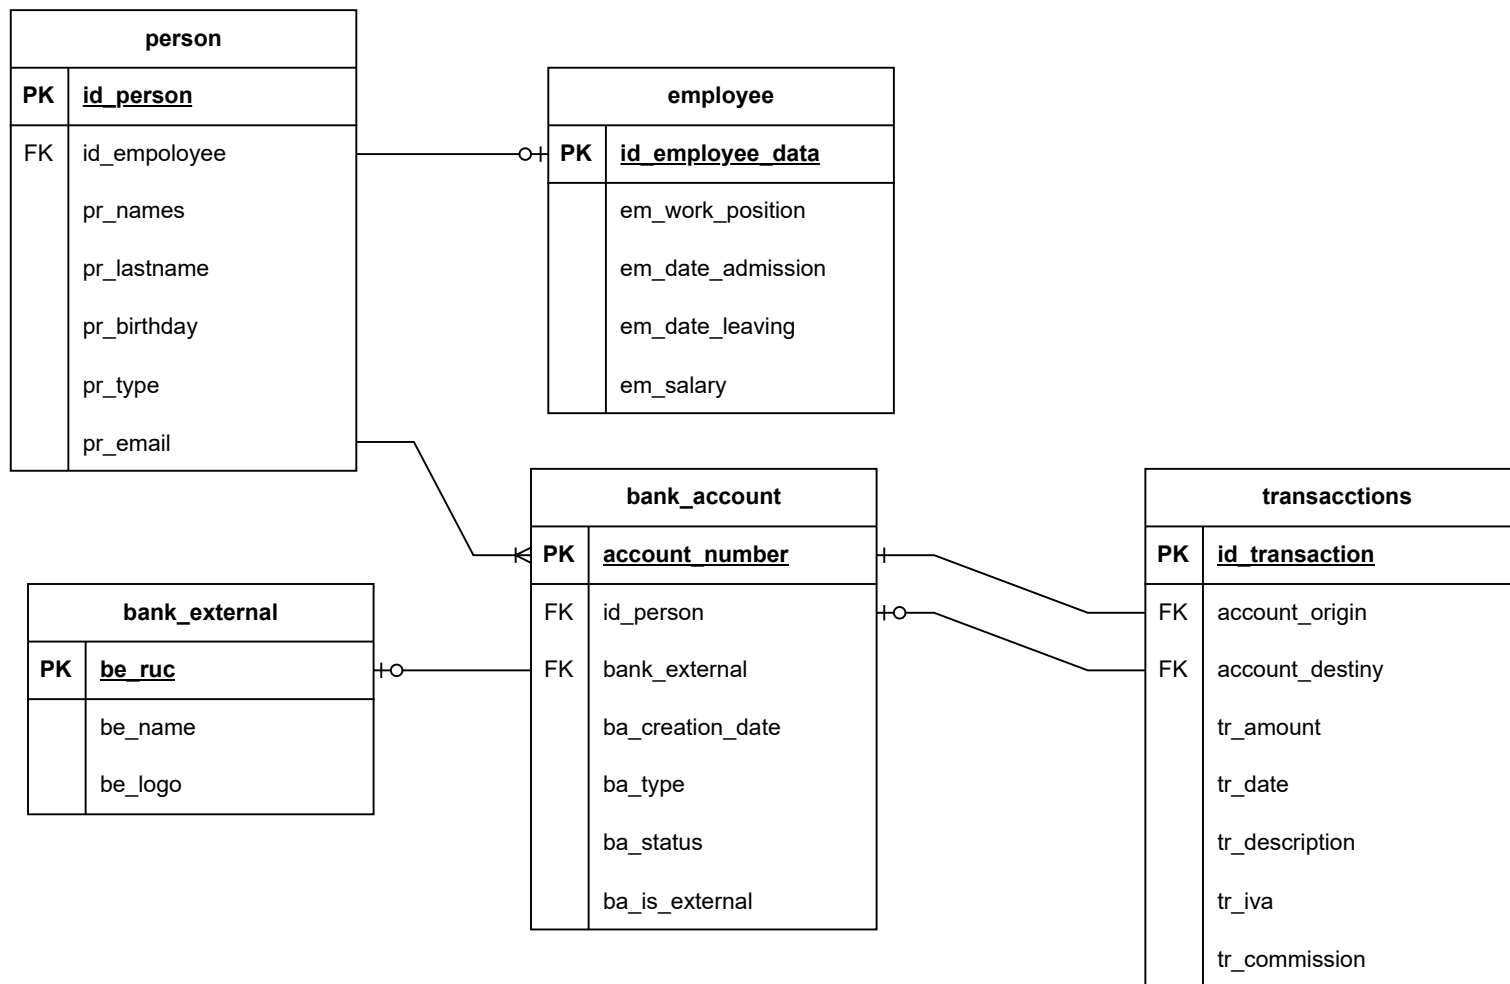 person
PK id_person
FK id_empoloyee
pr_names
pr_lastname
pr_birthday
pr_type
pr_email
employee
PK id_employee_data
em_work_position
em_date_admission
em_date_leaving
em_salary
bank_account
PK account_number
FK id_person
FK bank_external
ba_creation_date
ba_type
ba_status
ba_is_external
bank_external
PK be_ruc
be_name
be_logo
transacctions
PK id_transaction
FK account_origin
FK account_destiny
tr_amount
tr_date
tr_description
tr_iva
tr_commission